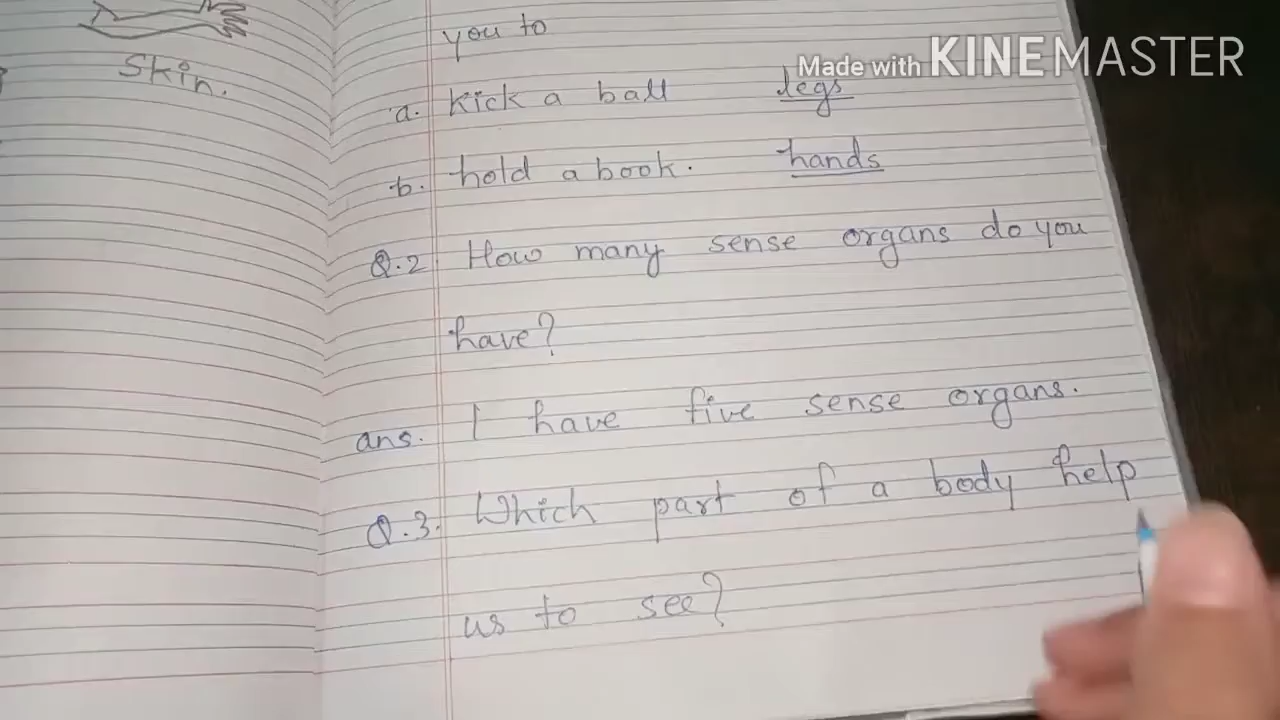 Skin.
you to
Made with KINEMASTER
a. Kick a ball legs
b. hold a book. hands
Q.2 How many sense organs do you
have?
ans. I have five sense organs.
Q.3. Which part of a body help
us to see?